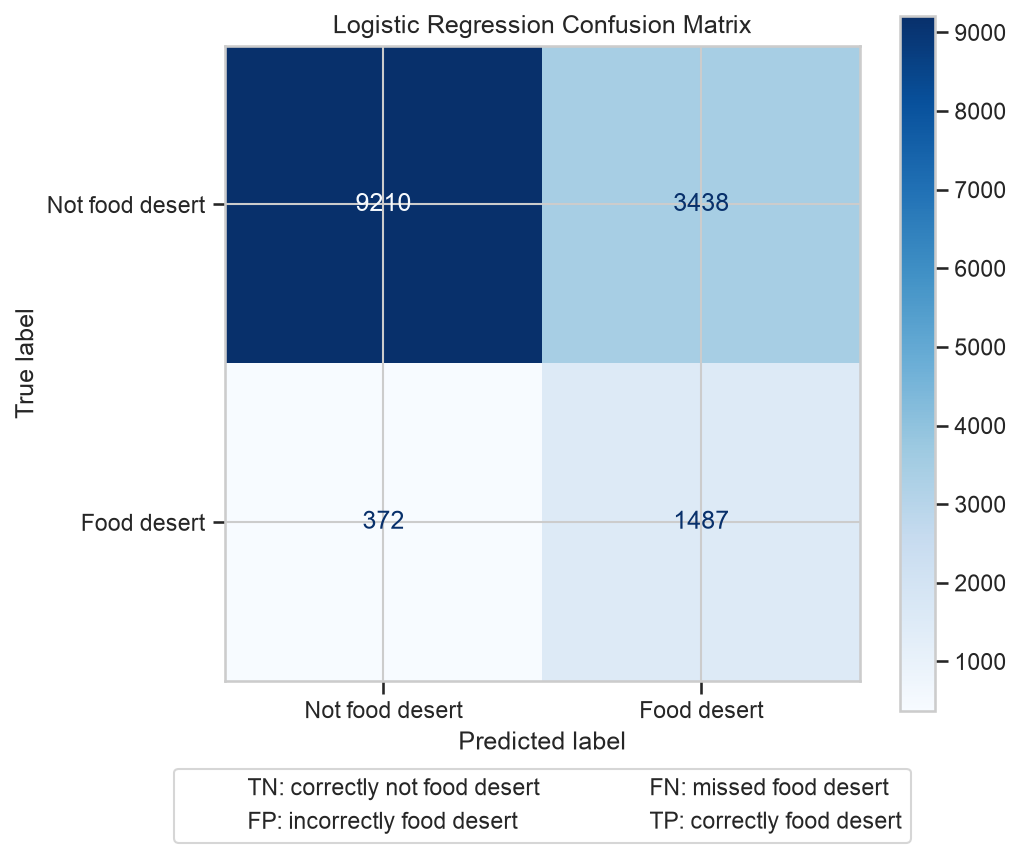 Logistic Regression Confusion Matrix
9000
8000
7000
6000
5000
4000
3000
2000
1000
True label
Not food desert
9210
3438
Food desert
372
1487
Not food desert
Food desert
Predicted label
TN: correctly not food desert
FN: missed food desert
FP: incorrectly food desert
TP: correctly food desert